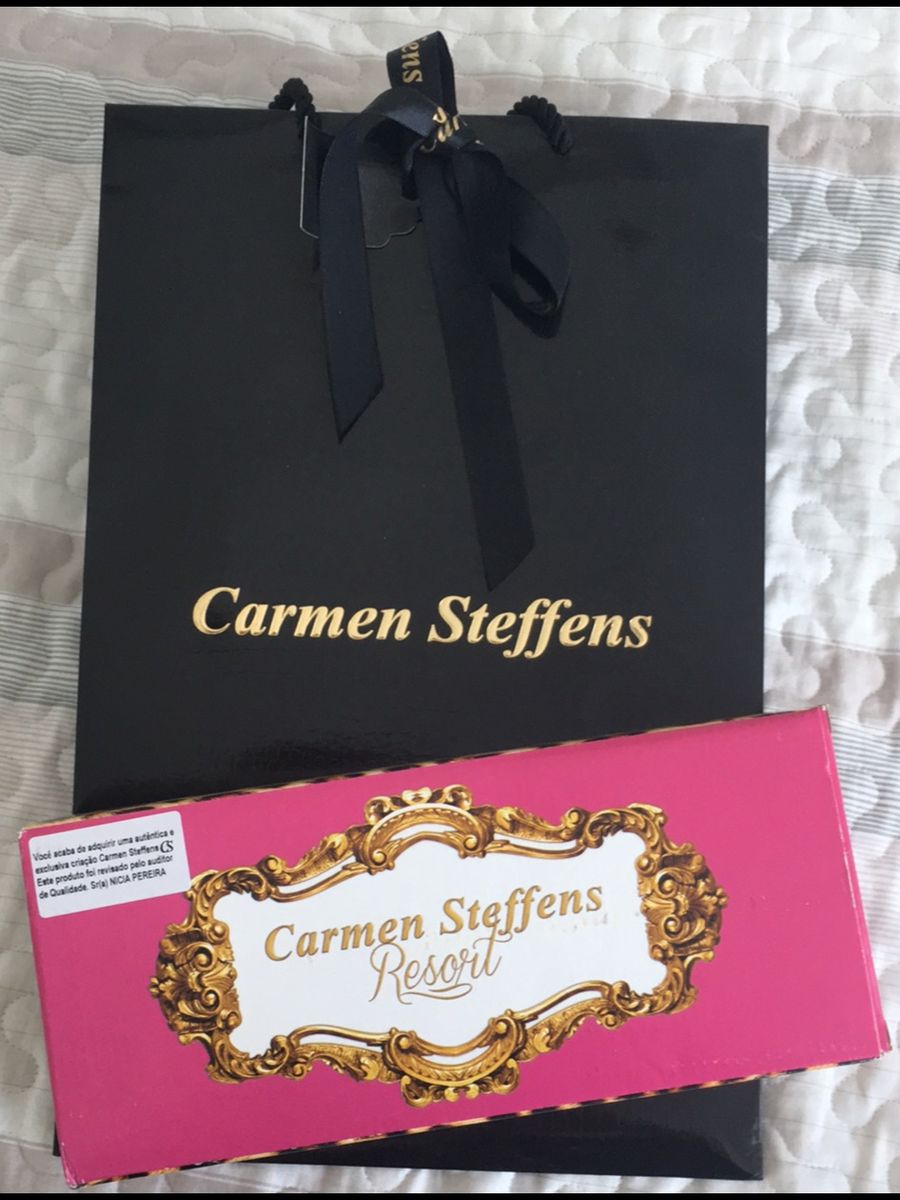 ens
Carmen Steffens
Você acaba de adquirir uma autêntica e
exclusiva criação Carmen Steffens CS
Este produto foi revisado pelo auditor
de Qualidade. Sr(a) NICIA PEREIRA
Carmen Steffens
Resort